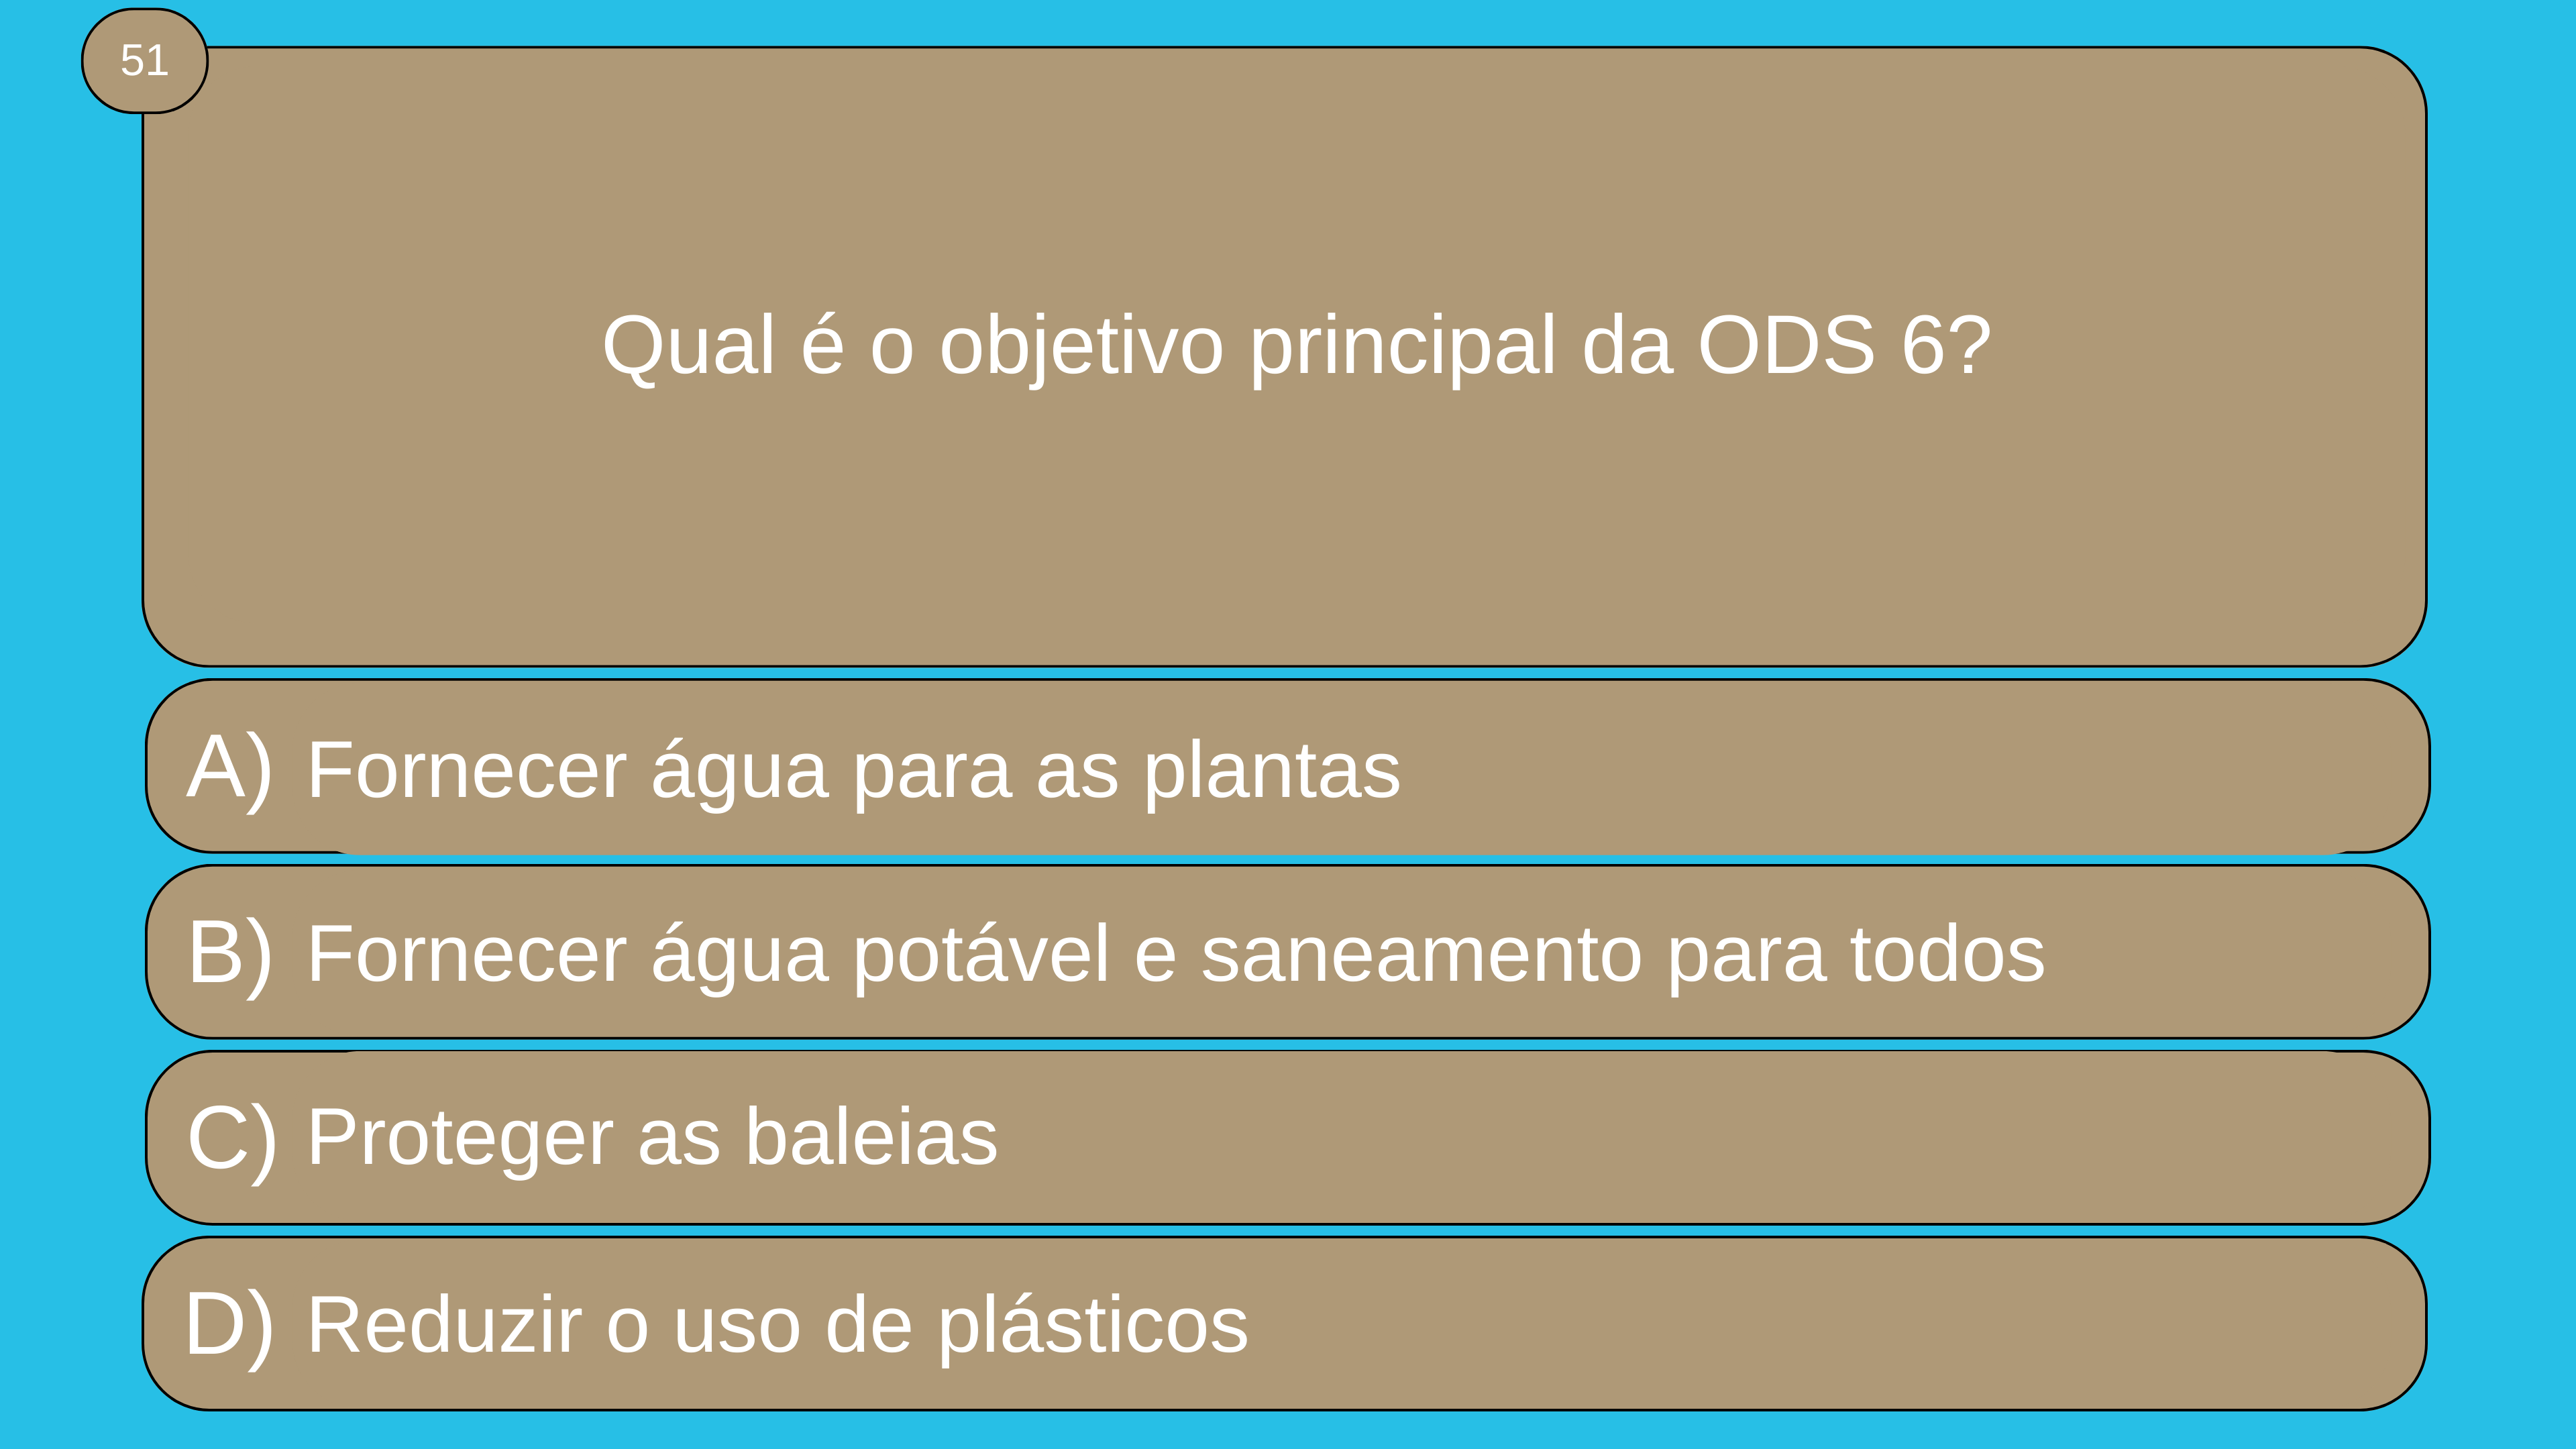 51
Qual é o objetivo principal da ODS 6?
A) Fornecer água para as plantas
B) Fornecer água potável e saneamento para todos
C) Proteger as baleias
D) Reduzir o uso de plásticos